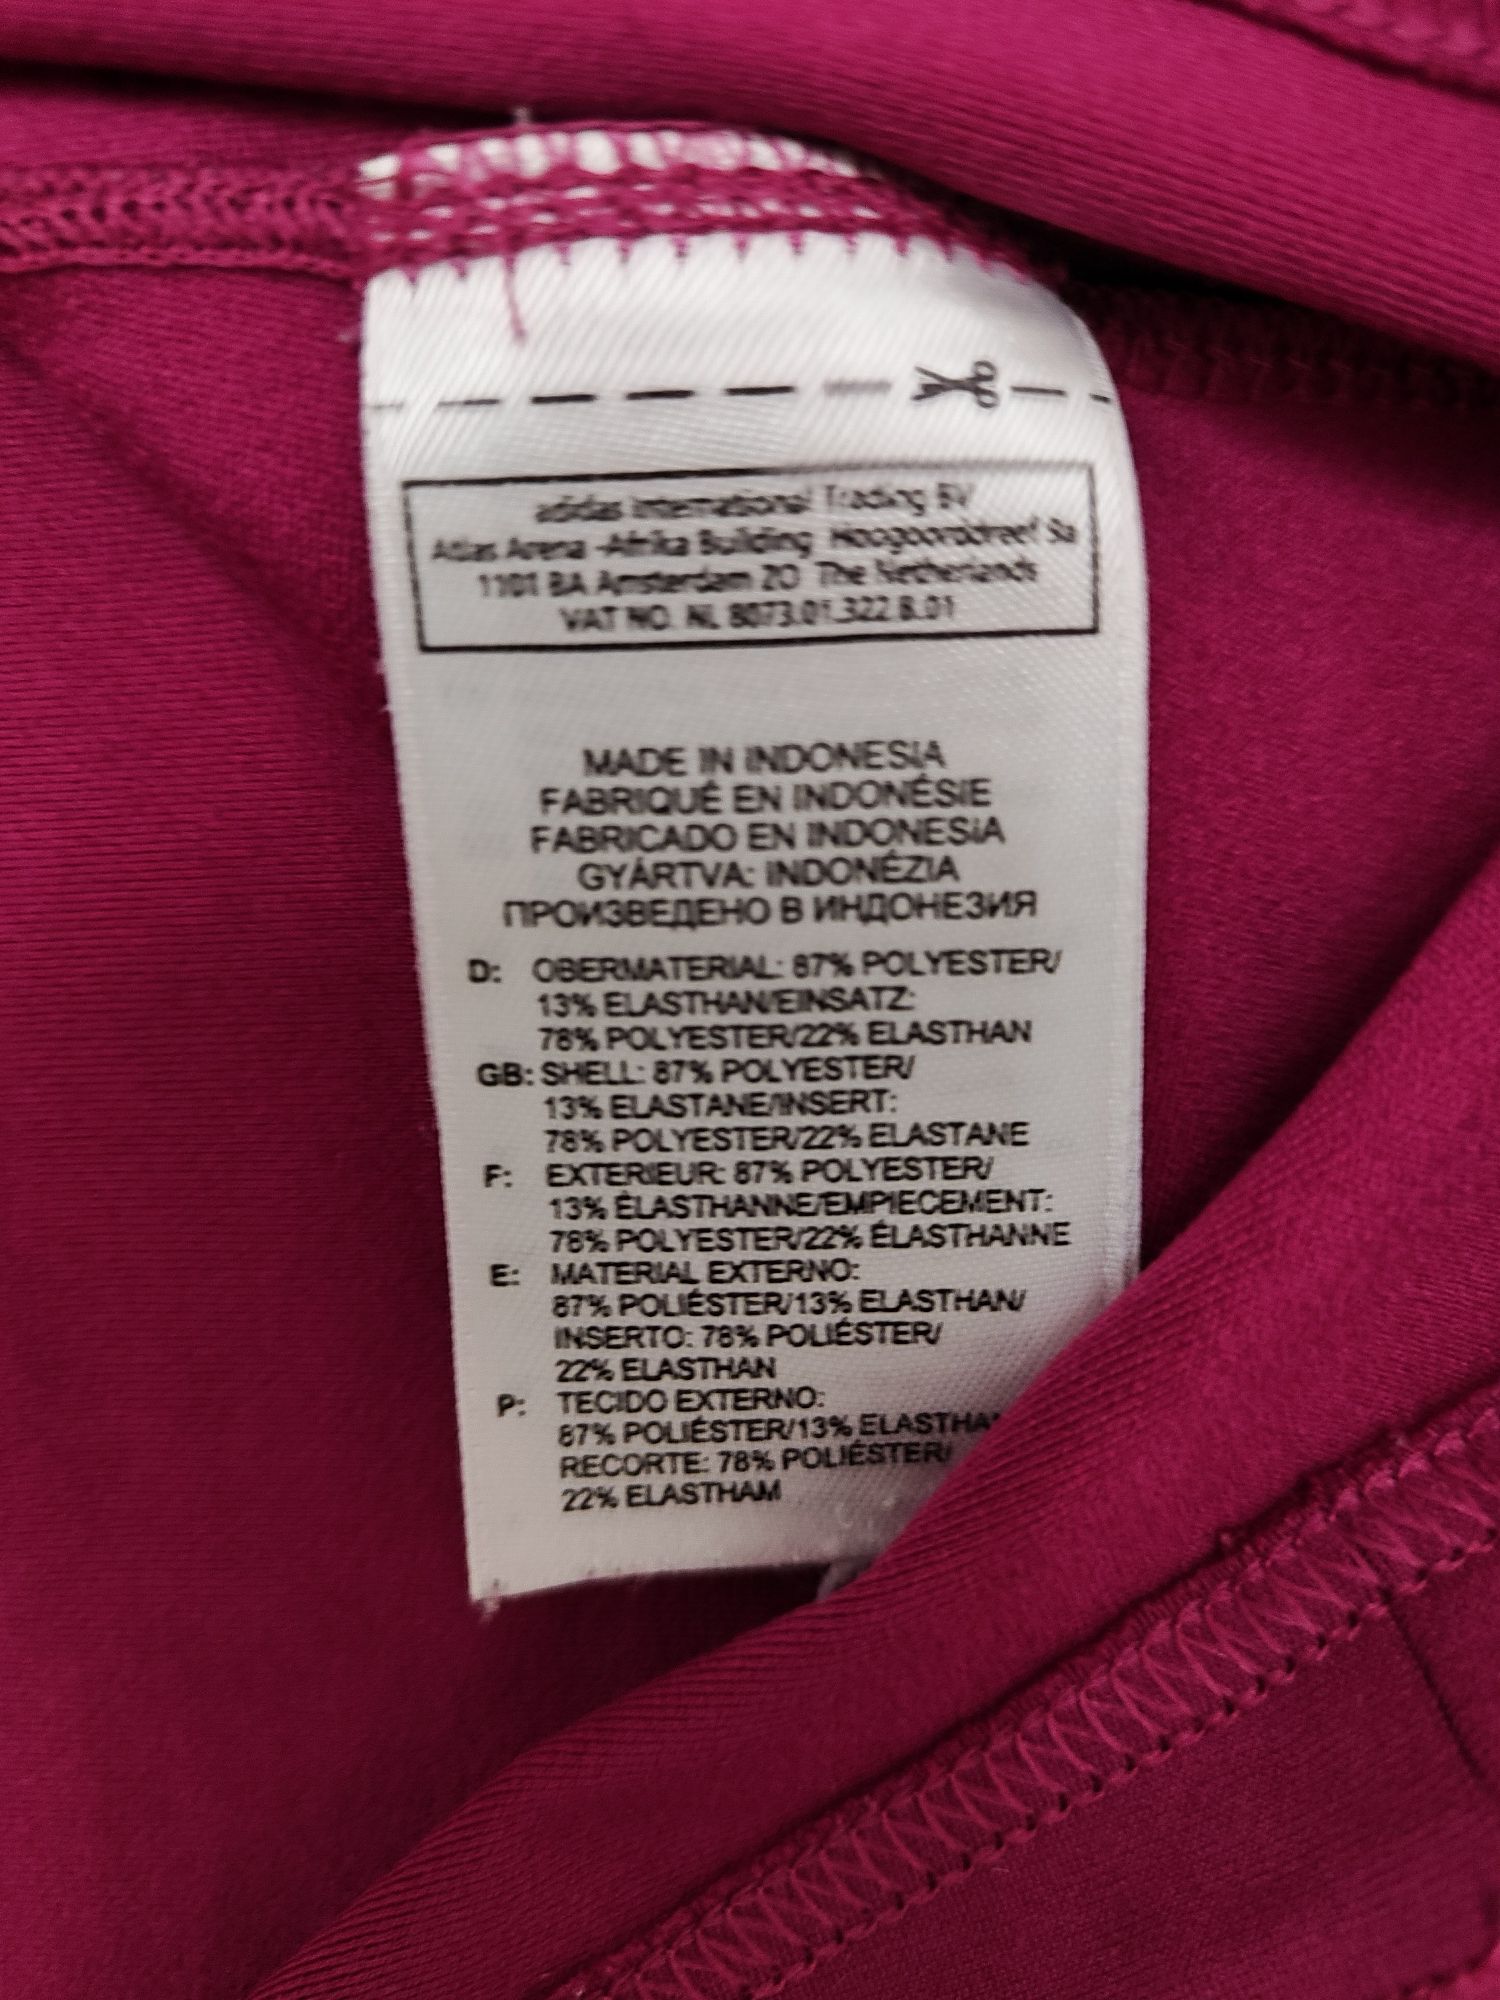 adidas International Trading BV
Atlas Arena -Afrika Building Hoogoorddreef 9a
1101 BA Amsterdam ZO The Netherlands
VAT NO. NL 8073.01.322.B.01
MADE IN INDONESIA
FABRIQUÉ EN INDONÉSIE
FABRICADO EN INDONESIA
GYÁRTVA: INDONÉZIA
ПРОИЗВЕДЕНО В ИНДОНЕЗИЯ
D: OBERMATERIAL: 87% POLYESTER/
13% ELASTHAN/EINSATZ:
78% POLYESTER/22% ELASTHAN
GB: SHELL: 87% POLYESTER/
13% ELASTANE/INSERT:
78% POLYESTER/22% ELASTANE
F: EXTERIEUR: 87% POLYESTER/
13% ÉLASTHANNE/EMPIECEMENT:
78% POLYESTER/22% ÉLASTHANNE
E: MATERIAL EXTERNO:
87% POLIÉSTER/13% ELASTHAN/
INSERTO: 78% POLIÉSTER/
22% ELASTHAN
P: TECIDO EXTERNO:
87% POLIÉSTER/13% ELASTHA
RECORTE: 78% POLIÉSTER/
22% ELASTHAM